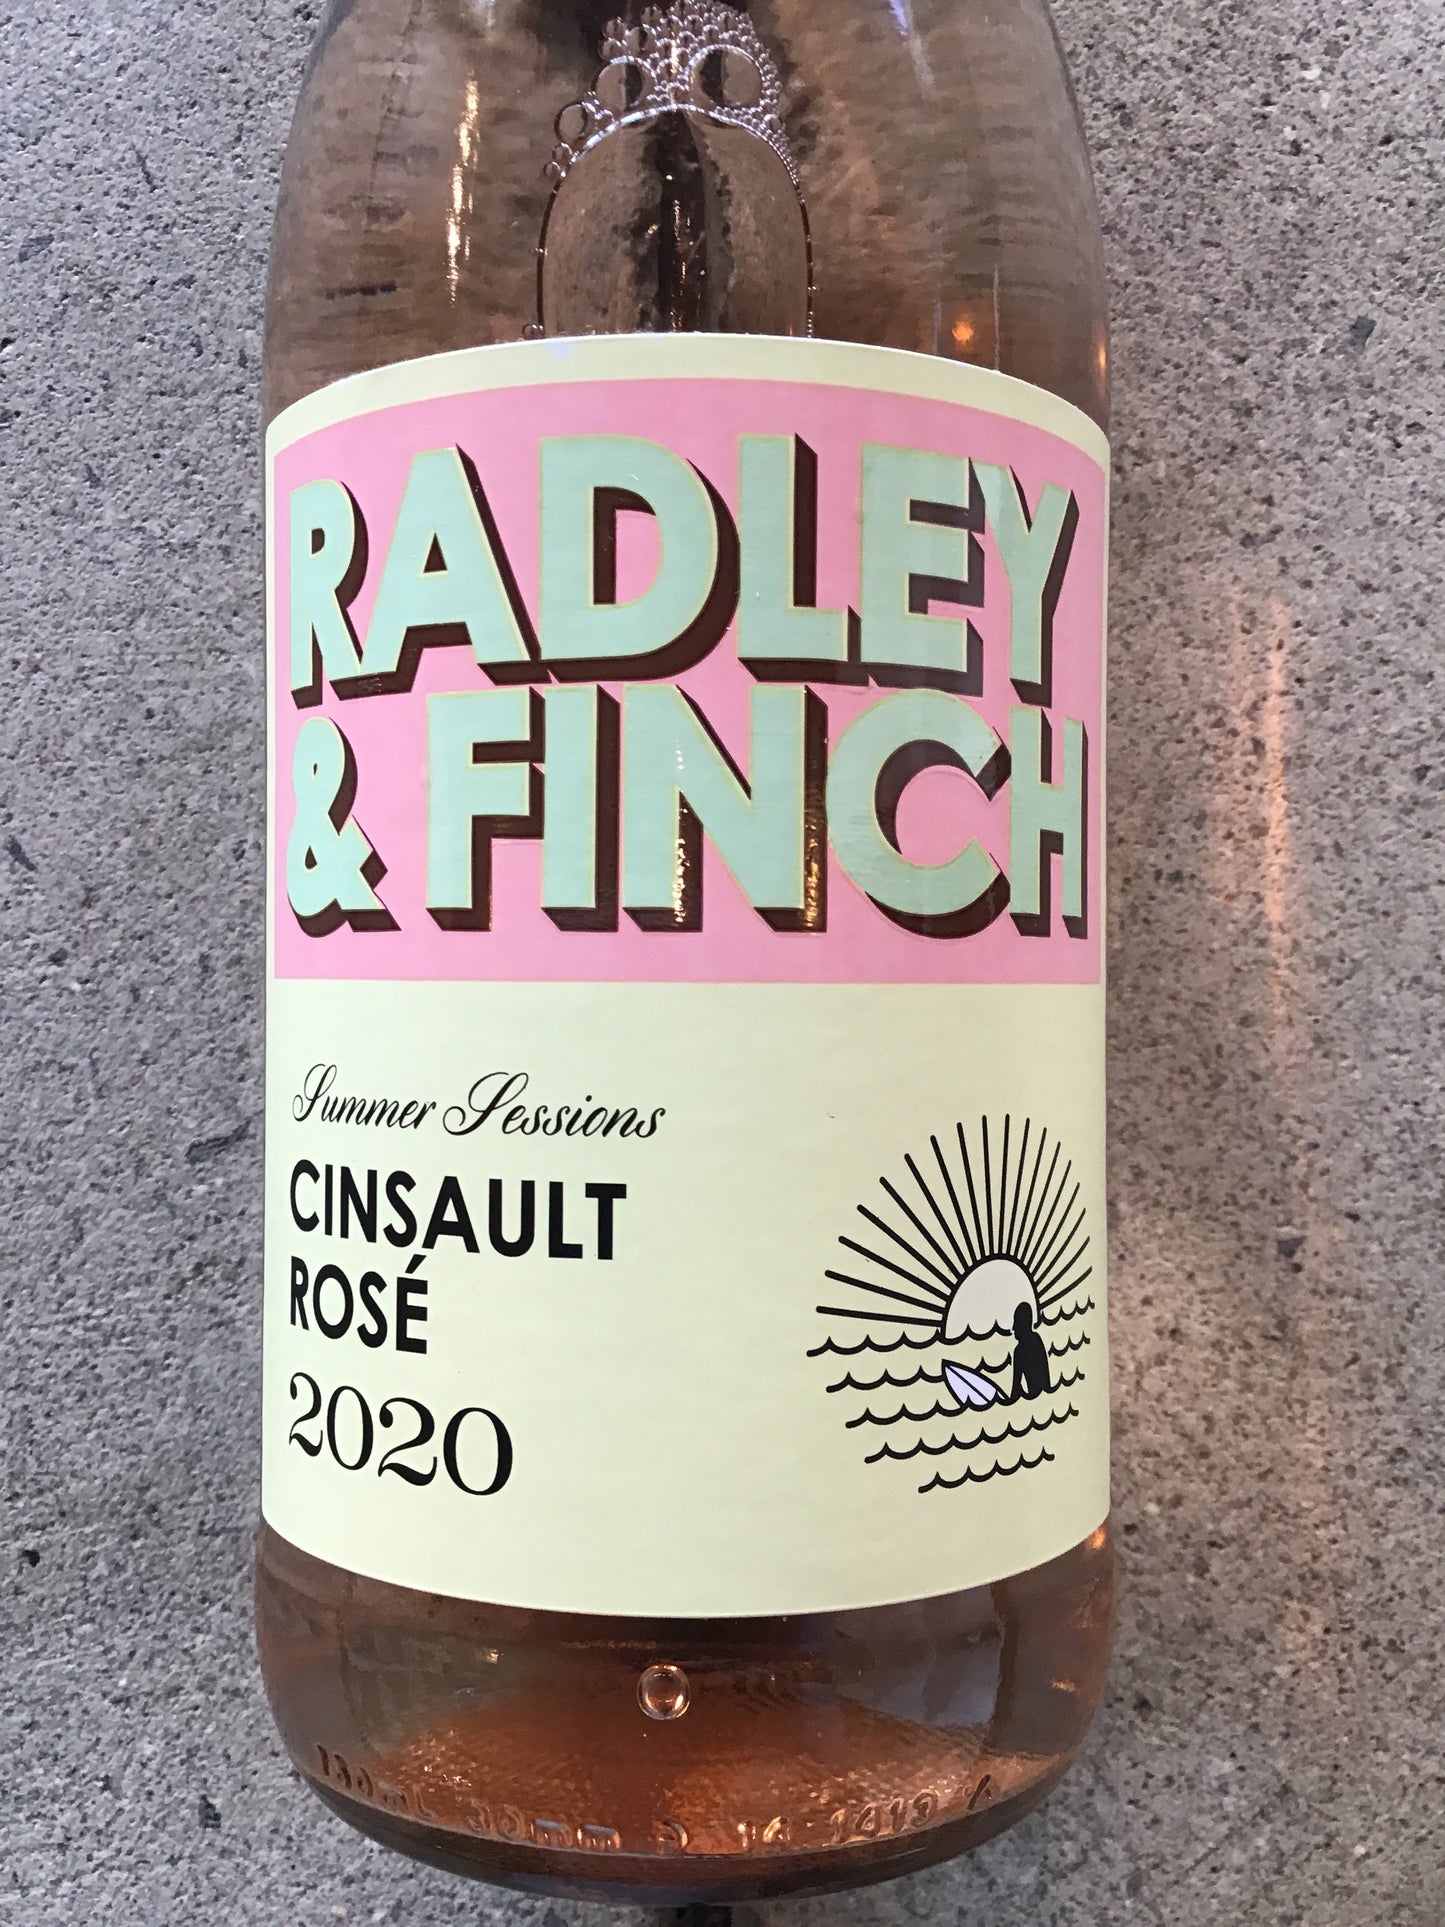 RADLEY
& FINCH
Summer Sessions
CINSAULT
ROSÉ
2020